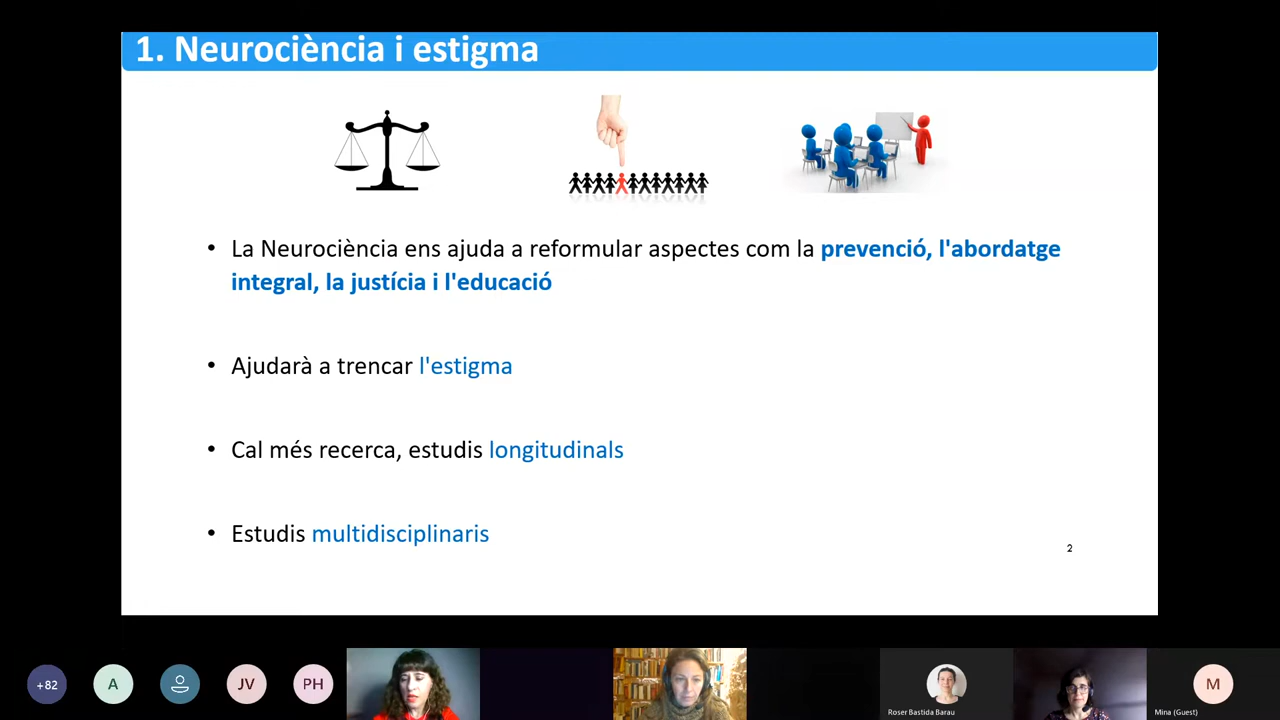 1. Neurociència i estigma
• La Neurociència ens ajuda a reformular aspectes com la prevenció, l'abordatge
integral, la justícia i l'educació
• Ajudarà a trencar l'estigma
• Cal més recerca, estudis longitudinals
• Estudis multidisciplinaris
2
+82
A
JV
PH
Roser Bastida Barau
M
Mina (Guest)